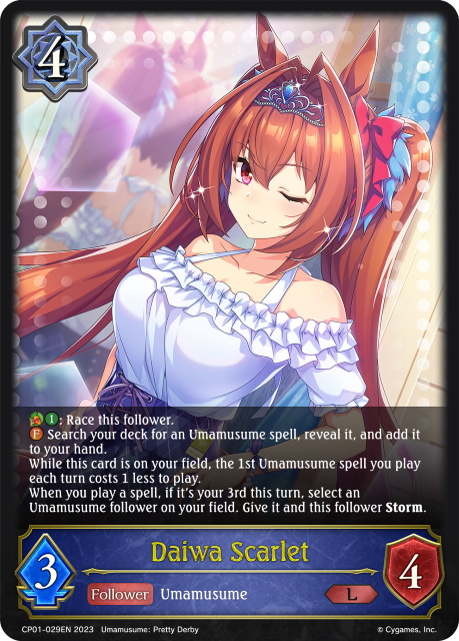 4
1 : Race this follower.
F Search your deck for an Umamusume spell, reveal it, and add it
to your hand.
While this card is on your field, the 1st Umamusume spell you play
each turn costs 1 less to play.
When you play a spell, if it's your 3rd this turn, select an
Umamusume follower on your field. Give it and this follower Storm.
Daiwa Scarlet
3
Follower Umamusume
L
4
CP01-029EN 2023 Umamusume: Pretty Derby
© Cygames, Inc.